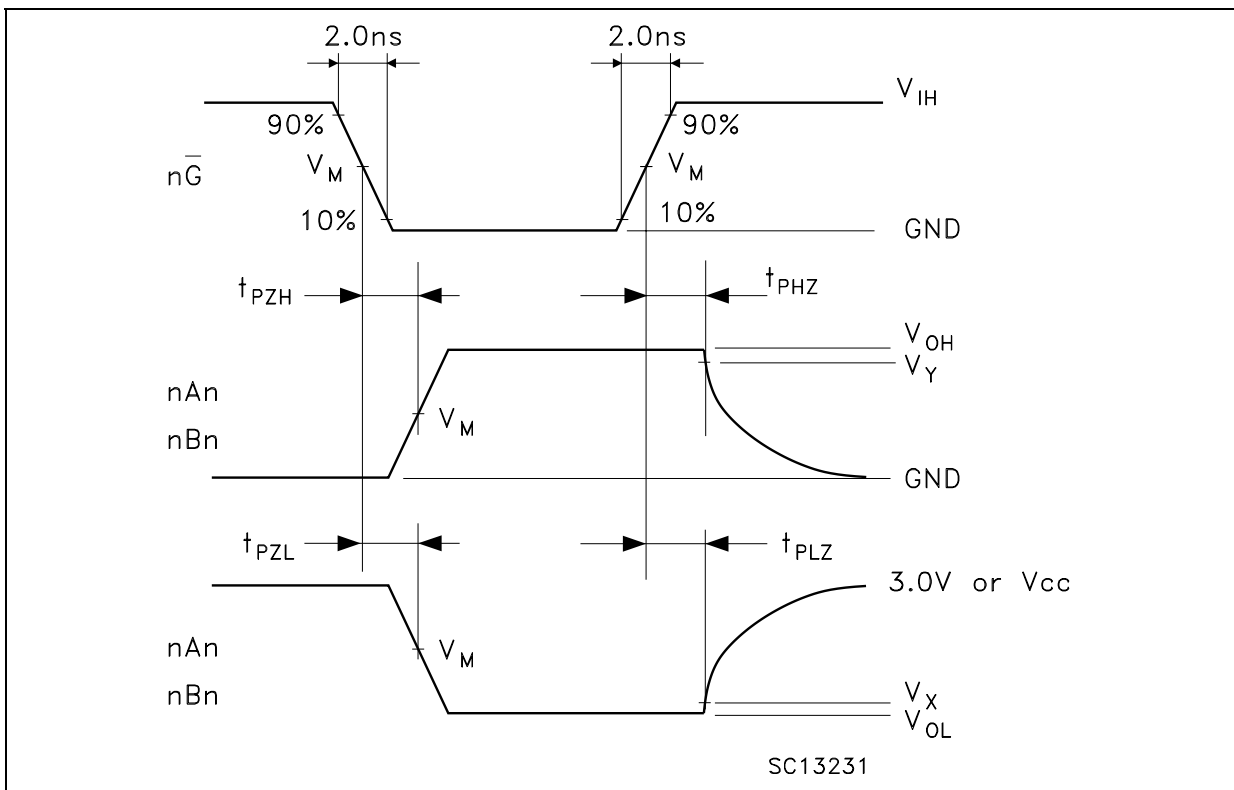 2.0ns 2.0ns
V_IH
90% 90%
nG̅ V_M V_M
10% 10%
GND
t_PZH t_PHZ
V_OH
V_Y
nAn
V_M
nBn
GND
t_PZL t_PLZ
3.0V or Vcc
nAn V_M
nBn
V_X
V_OL
SC13231